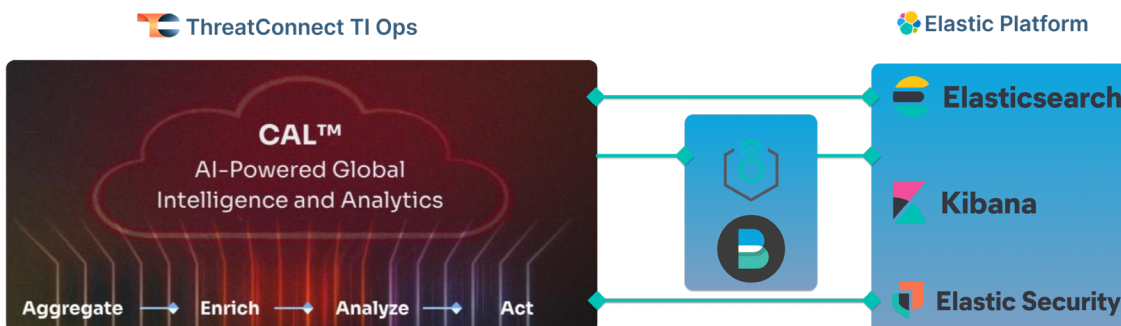 ThreatConnect TI Ops
Elastic Platform
CAL™
AI-Powered Global
Intelligence and Analytics
Aggregate
Enrich
Analyze
Act
Elasticsearch
Kibana
Elastic Security